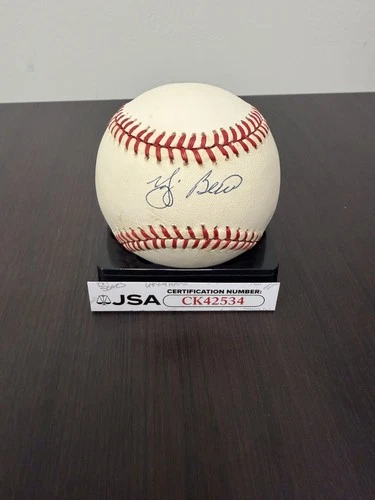 Yogi Berra
CERTIFICATION NUMBER:
JSA CK42534